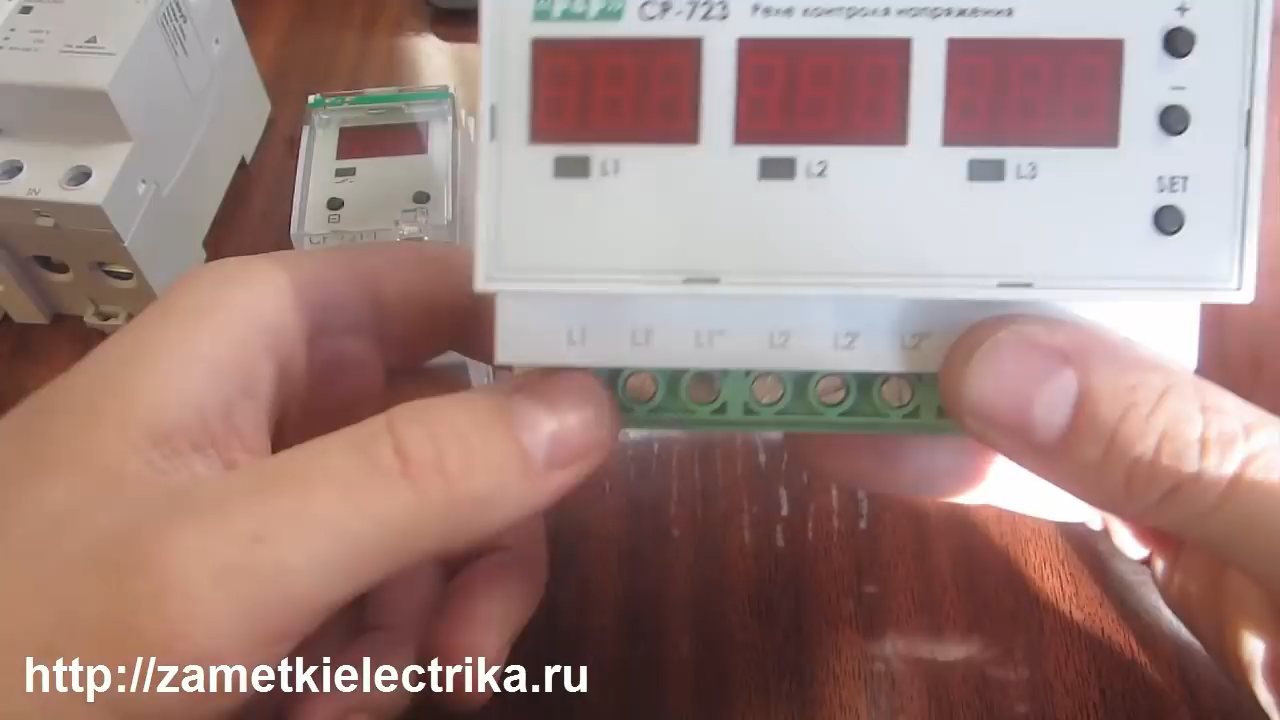 CP-723 Реле контроля напряжения
+
−
L1
L2
L3
SET
L1 L1' L1" L2 L2' L2"
http://zametkielectrika.ru